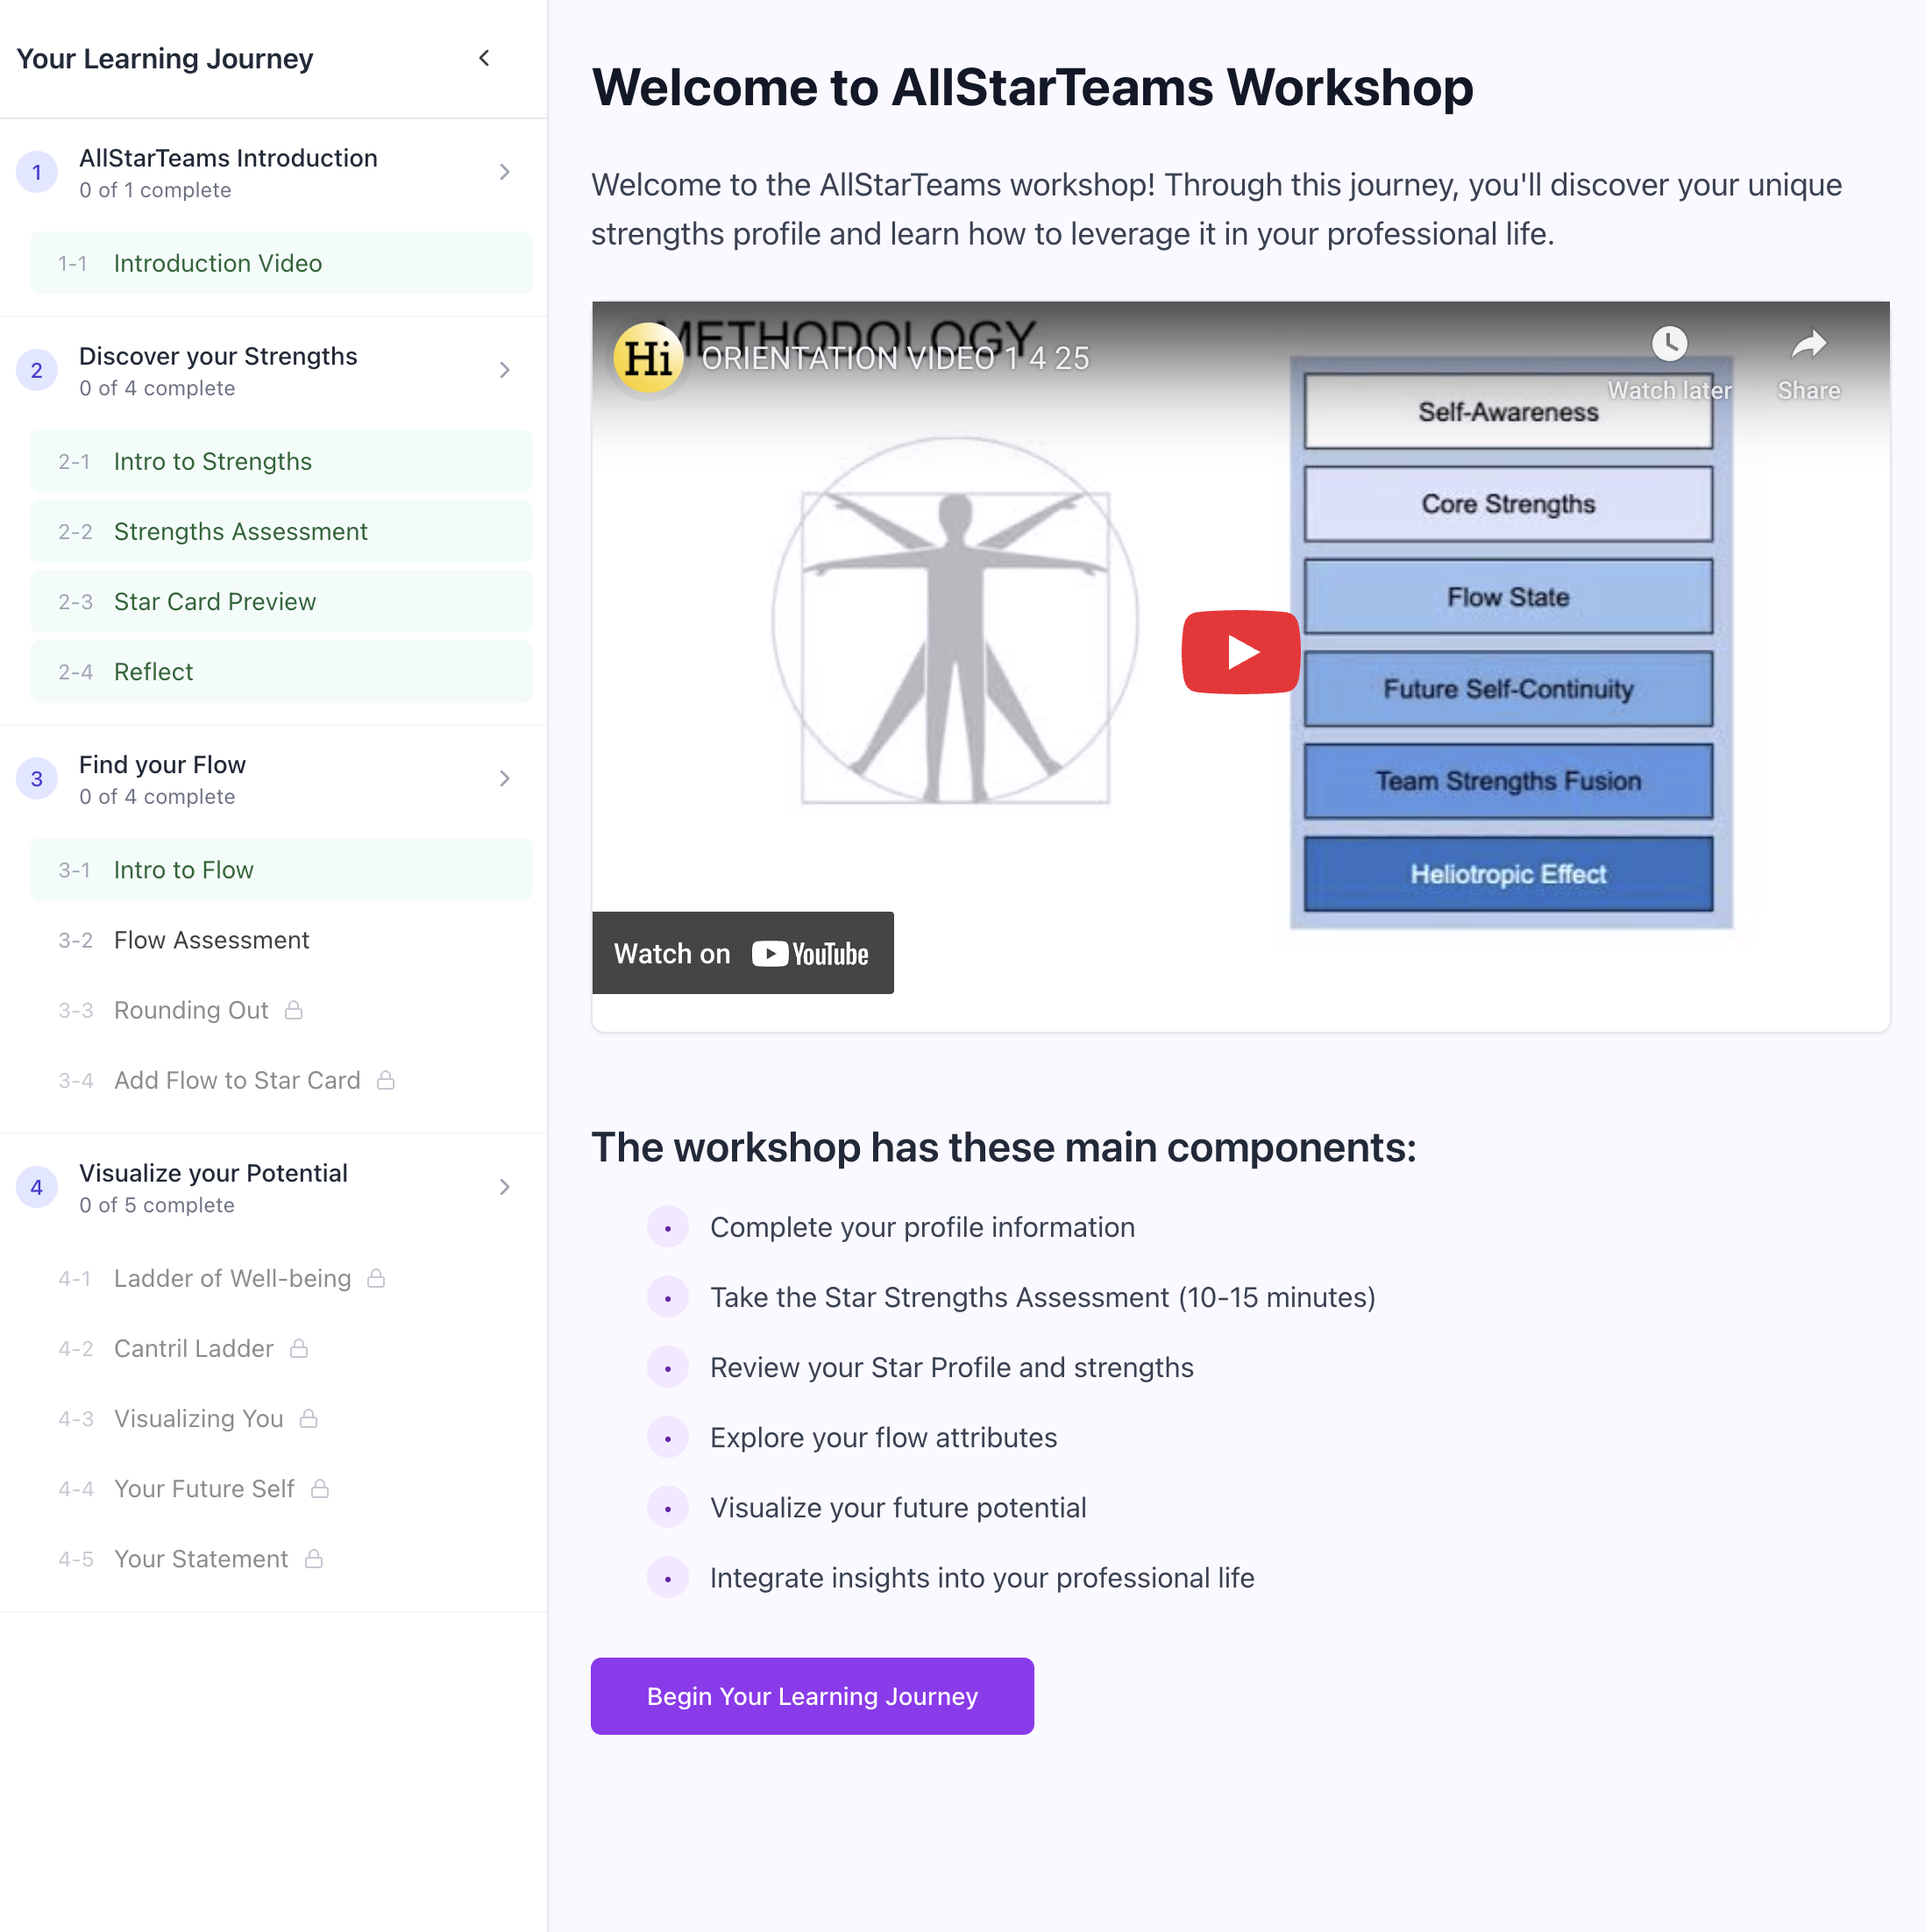 Your Learning Journey
1
AllStarTeams Introduction
0 of 1 complete
1-1 Introduction Video
2
Discover your Strengths
0 of 4 complete
2-1 Intro to Strengths
2-2 Strengths Assessment
2-3 Star Card Preview
2-4 Reflect
3
Find your Flow
0 of 4 complete
3-1 Intro to Flow
3-2 Flow Assessment
3-3 Rounding Out
3-4 Add Flow to Star Card
4
Visualize your Potential
0 of 5 complete
4-1 Ladder of Well-being
4-2 Cantril Ladder
4-3 Visualizing You
4-4 Your Future Self
4-5 Your Statement
Welcome to AllStarTeams Workshop
Welcome to the AllStarTeams workshop! Through this journey, you'll discover your unique
strengths profile and learn how to leverage it in your professional life.
METHODOLOGY
Hi
ORIENTATION VIDEO 1 4 25
Watch later
Share
Self-Awareness
Core Strengths
Flow State
Future Self-Continuity
Team Strengths Fusion
Heliotropic Effect
Watch on YouTube
The workshop has these main components:
• Complete your profile information
• Take the Star Strengths Assessment (10-15 minutes)
• Review your Star Profile and strengths
• Explore your flow attributes
• Visualize your future potential
• Integrate insights into your professional life
Begin Your Learning Journey